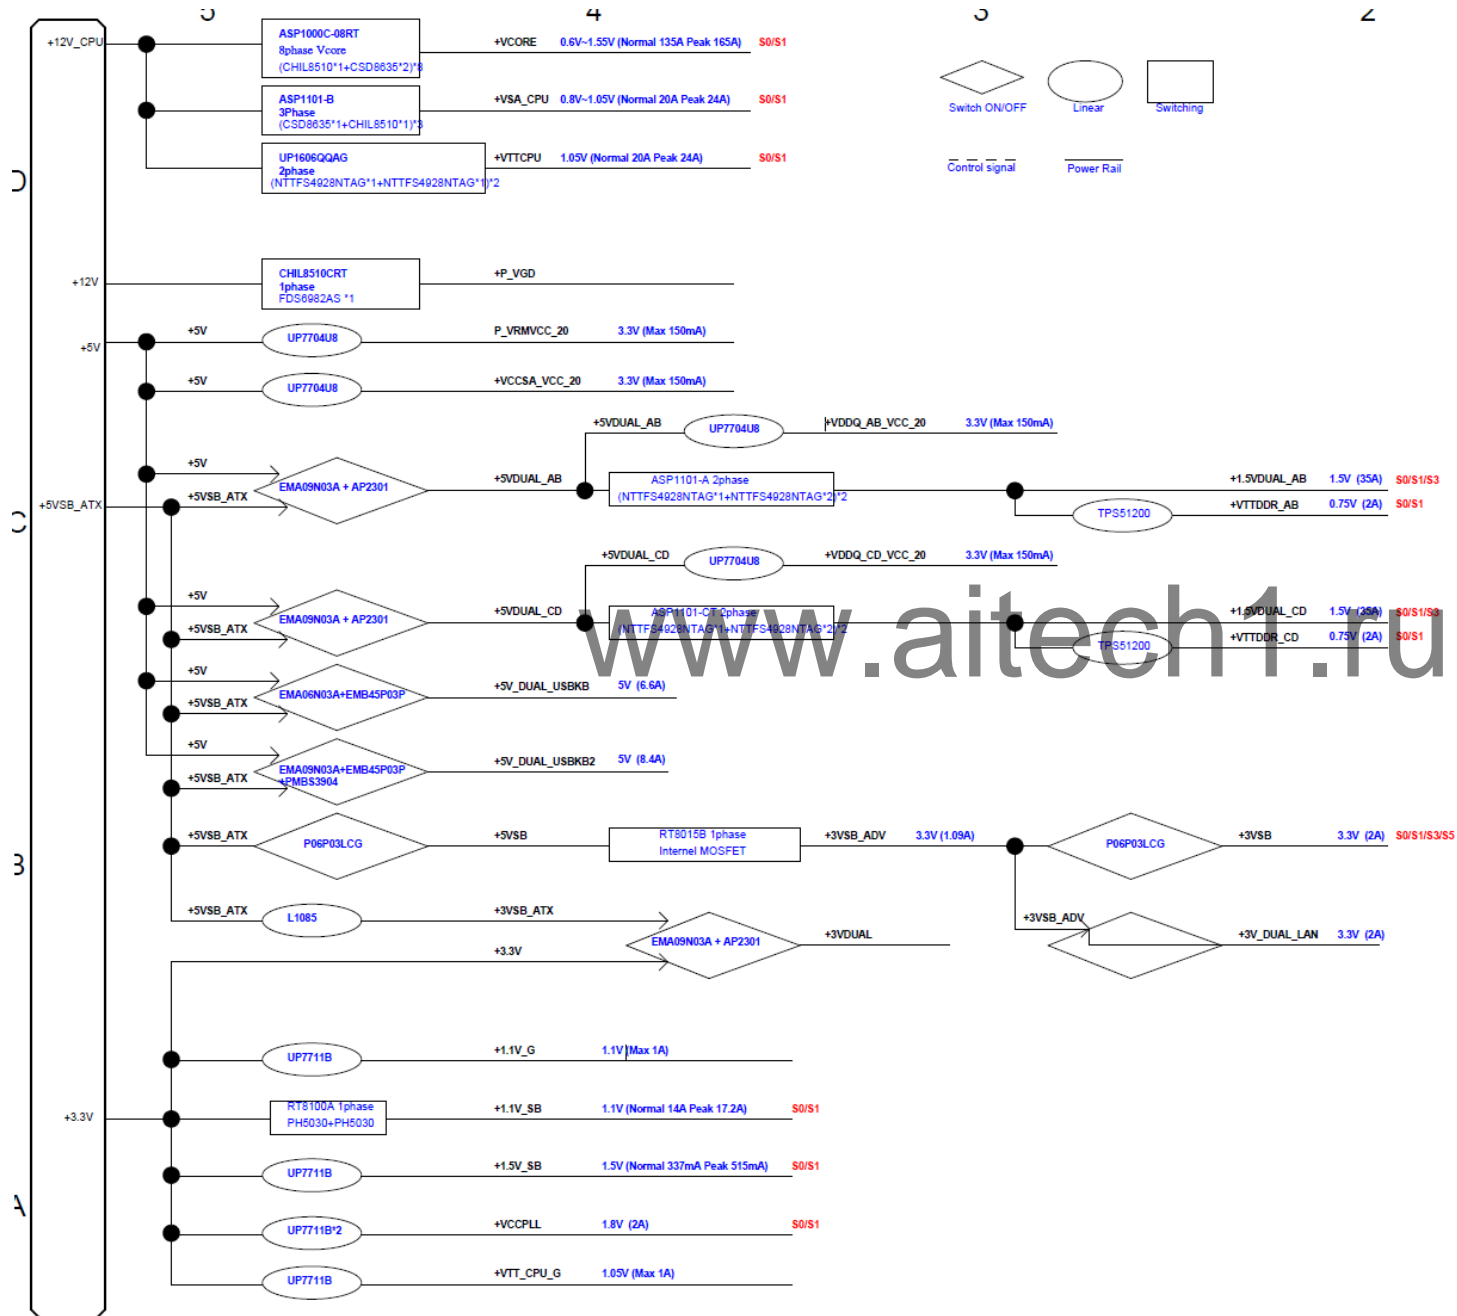 5 4 3 2
+12V_CPU
ASP1000C-08RT
8phase Vcore
(CHIL8510*1+CSD8635*2)*8
+VCORE 0.6V~1.55V (Normal 135A Peak 165A) S0/S1
ASP1101-B
3Phase
(CSD8635*1+CHIL8510*1)*3
+VSA_CPU 0.8V~1.05V (Normal 20A Peak 24A) S0/S1
UP1606QQAG
2phase
(NTTFS4928NTAG*1+NTTFS4928NTAG*1)*2
+VTTCPU 1.05V (Normal 20A Peak 24A) S0/S1
Switch ON/OFF Linear Switching
Control signal Power Rail
D
+12V
CHIL8510CRT
1phase
FDS6982AS *1
+P_VGD
+5V
+5V UP7704U8 P_VRMVCC_20 3.3V (Max 150mA)
+5V UP7704U8 +VCCSA_VCC_20 3.3V (Max 150mA)
+5VDUAL_AB UP7704U8 +VDDQ_AB_VCC_20 3.3V (Max 150mA)
+5V
+5VSB_ATX
+5VSB_ATX
EMA09N03A + AP2301
+5VDUAL_AB
ASP1101-A 2phase
(NTTFS4928NTAG*1+NTTFS4928NTAG*2)*2
+1.5VDUAL_AB 1.5V (35A) S0/S1/S3
TPS51200 +VTTDDR_AB 0.75V (2A) S0/S1
C
+5VDUAL_CD UP7704U8 +VDDQ_CD_VCC_20 3.3V (Max 150mA)
+5V
+5VSB_ATX
EMA09N03A + AP2301
+5VDUAL_CD
ASP1101-CT 2phase
(NTTFS4928NTAG*1+NTTFS4928NTAG*2)*2
+1.5VDUAL_CD 1.5V (35A) S0/S1/S3
TPS51200 +VTTDDR_CD 0.75V (2A) S0/S1
www.aitech1.ru
+5V
+5VSB_ATX
EMA06N03A+EMB45P03P
+5V_DUAL_USBKB 5V (6.6A)
+5V
+5VSB_ATX
EMA09N03A+EMB45P03P
+PMBS3904
+5V_DUAL_USBKB2 5V (8.4A)
B
+5VSB_ATX P06P03LCG +5VSB
RT8015B 1phase
Internel MOSFET
+3VSB_ADV 3.3V (1.09A)
P06P03LCG +3VSB 3.3V (2A) S0/S1/S3/S5
+5VSB_ATX L1085 +3VSB_ATX
+3.3V
EMA09N03A + AP2301
+3VDUAL
+3VSB_ADV
+3V_DUAL_LAN 3.3V (2A)
UP7711B +1.1V_G 1.1V (Max 1A)
+3.3V
RT8100A 1phase
PH5030+PH5030
+1.1V_SB 1.1V (Normal 14A Peak 17.2A) S0/S1
UP7711B +1.5V_SB 1.5V (Normal 337mA Peak 515mA) S0/S1
A
UP7711B*2 +VCCPLL 1.8V (2A) S0/S1
UP7711B +VTT_CPU_G 1.05V (Max 1A)